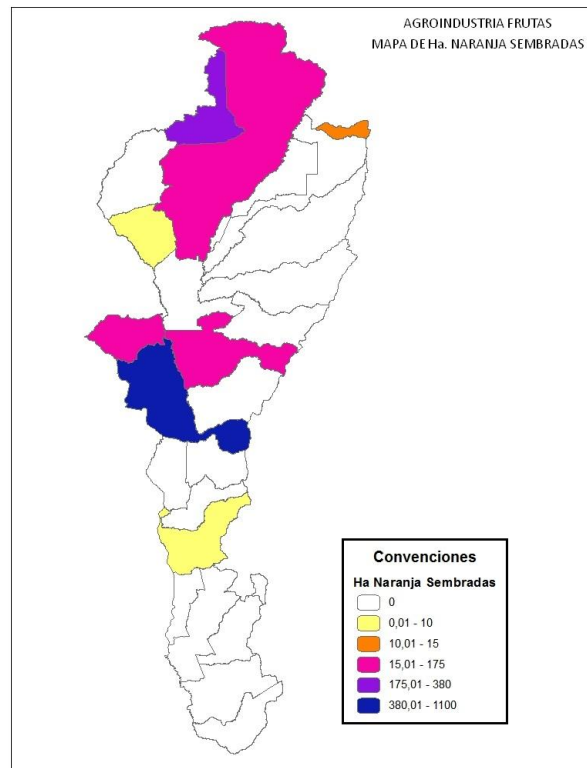 AGROINDUSTRIA FRUTAS
MAPA DE Ha. NARANJA SEMBRADAS
Convenciones
Ha Naranja Sembradas
0
0,01 - 10
10,01 - 15
15,01 - 175
175,01 - 380
380,01 - 1100